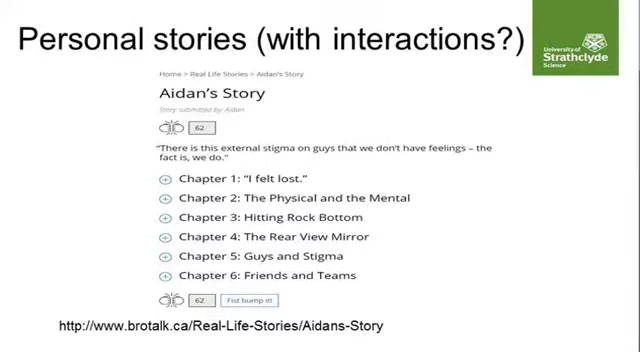 Personal stories (with interactions?)
University of
Strathclyde
Science
Home > Real Life Stories > Aidan's Story
Aidan's Story
Story submitted by: Aidan
62
"There is this external stigma on guys that we don't have feelings – the
fact is, we do."
Chapter 1: "I felt lost."
Chapter 2: The Physical and the Mental
Chapter 3: Hitting Rock Bottom
Chapter 4: The Rear View Mirror
Chapter 5: Guys and Stigma
Chapter 6: Friends and Teams
62 Fist bump it!
http://www.brotalk.ca/Real-Life-Stories/Aidans-Story